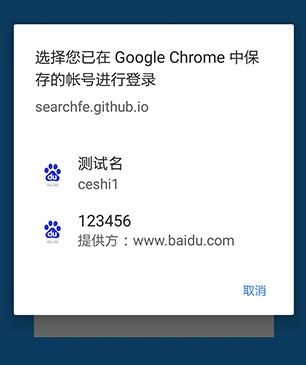 选择您已在 Google Chrome 中保
存的帐号进行登录
searchfe.github.io
测试名
ceshi1
123456
提供方：www.baidu.com
取消